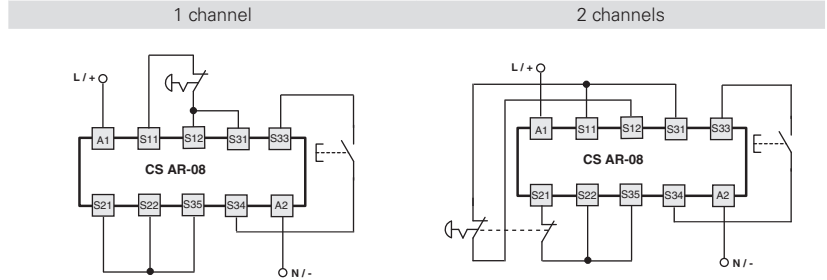 1 channel
2 channels
L / +
A1 S11 S12 S31 S33
CS AR-08
S21 S22 S35 S34 A2
N / -
L / +
A1 S11 S12 S31 S33
CS AR-08
S21 S22 S35 S34 A2
N / -